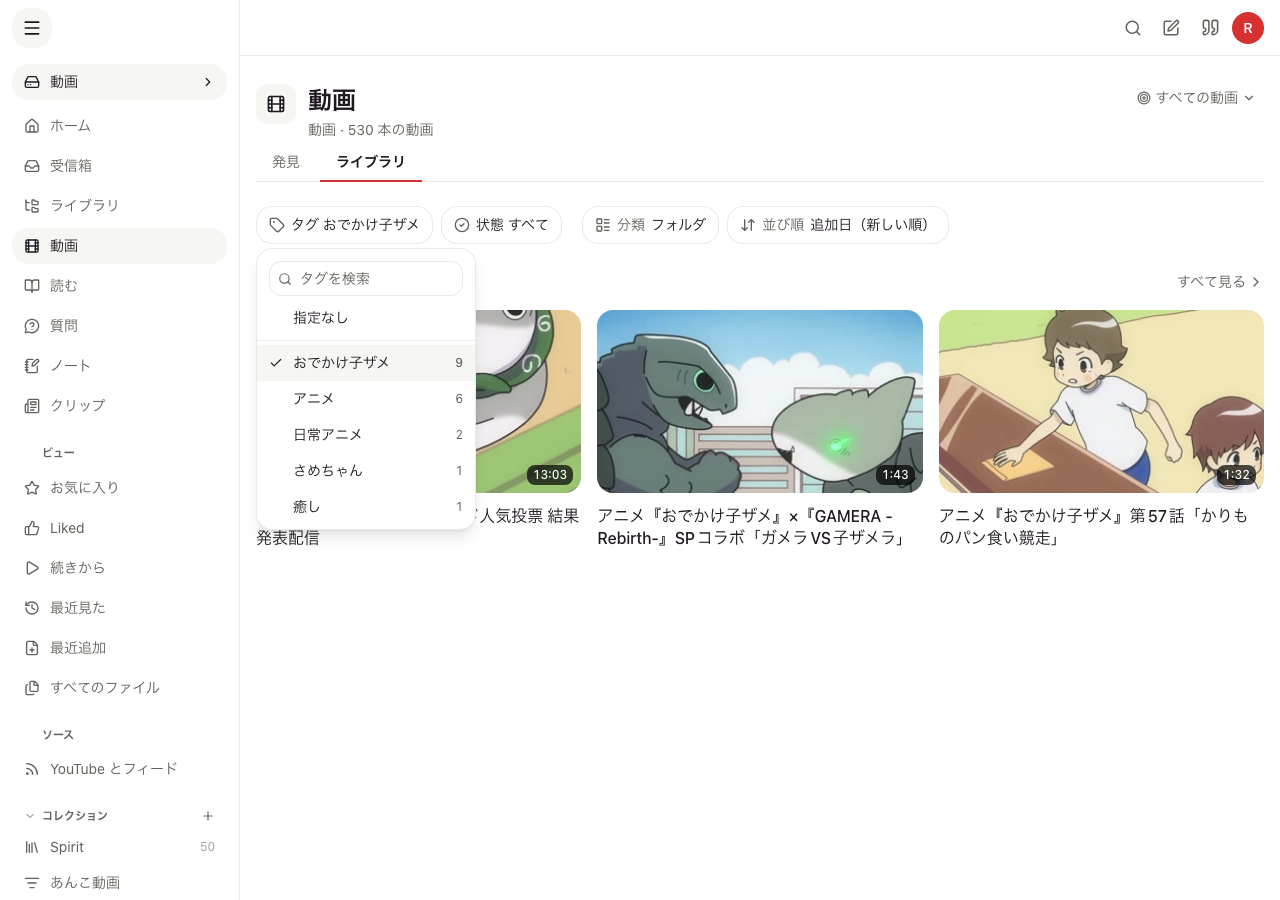 R
動画
ホーム
受信箱
ライブラリ
動画
読む
質問
ノート
クリップ
ビュー
お気に入り
Liked
続きから
最近見た
最近追加
すべてのファイル
ソース
YouTube とフィード
コレクション
Spirit 50
あんこ動画
動画
動画 · 530 本の動画
すべての動画
発見 ライブラリ
タグ おでかけ子ザメ 状態 すべて 分類 フォルダ 並び順 追加日（新しい順）
タグを検索
指定なし
おでかけ子ザメ 9
アニメ 6
日常アニメ 2
さめちゃん 1
癒し 1
すべて見る
13:03
1:43
1:32
人気投票 結果
発表配信
アニメ『おでかけ子ザメ』×『GAMERA -
Rebirth-』SPコラボ「ガメラVS子ザメラ」
アニメ『おでかけ子ザメ』第57話「かりも
のパン食い競走」